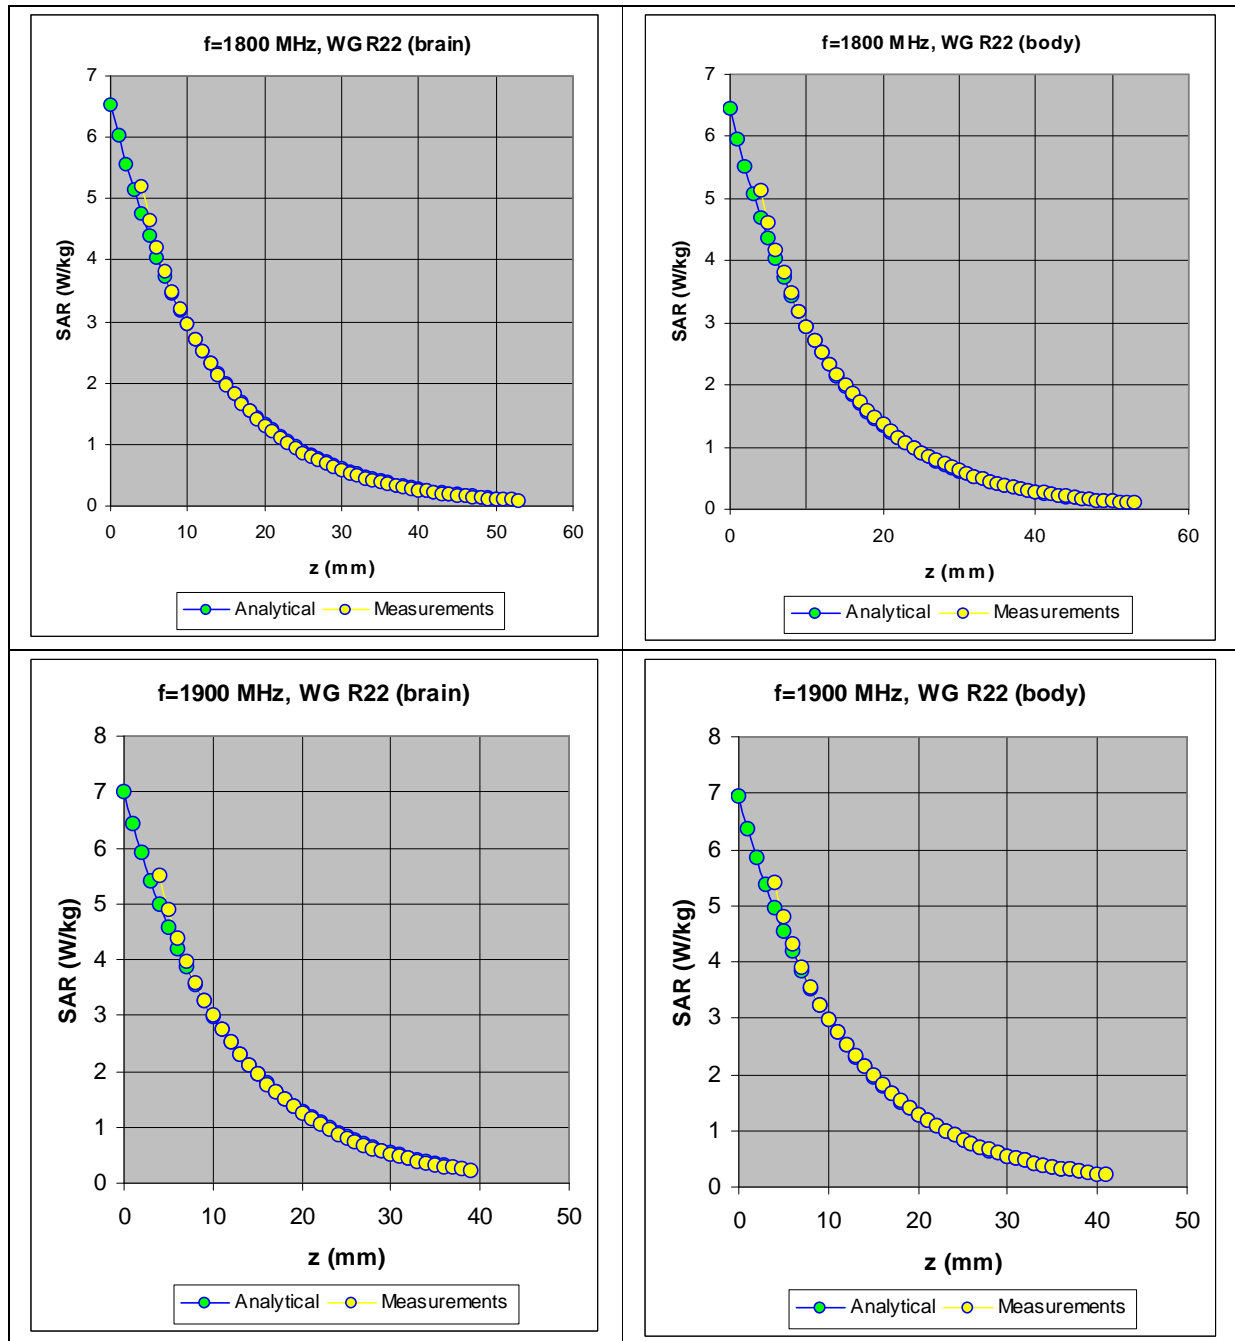 f=1800 MHz, WG R22 (brain)
7
6
5
4
3
2
1
0
SAR (W/kg)
0 10 20 30 40 50 60
z (mm)
Analytical Measurements
f=1800 MHz, WG R22 (body)
7
6
5
4
3
2
1
0
SAR (W/kg)
0 20 40 60
z (mm)
Analytical Measurements
f=1900 MHz, WG R22 (brain)
8
7
6
5
4
3
2
1
0
SAR (W/kg)
0 10 20 30 40 50
z (mm)
Analytical Measurements
f=1900 MHz, WG R22 (body)
8
7
6
5
4
3
2
1
0
SAR (W/kg)
0 10 20 30 40 50
z (mm)
Analytical Measurements